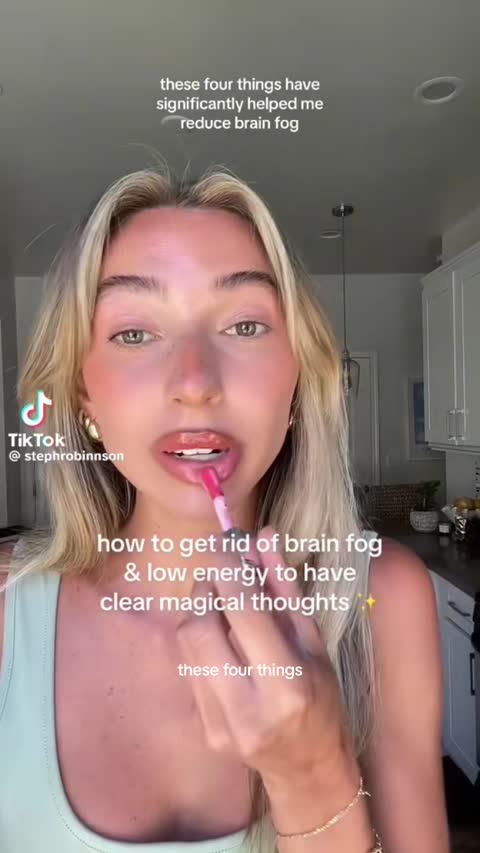 these four things have
significantly helped me
reduce brain fog
TikTok
@ stephrobinnson
how to get rid of brain fog
& low energy to have
clear magical thoughts ✨
these four things